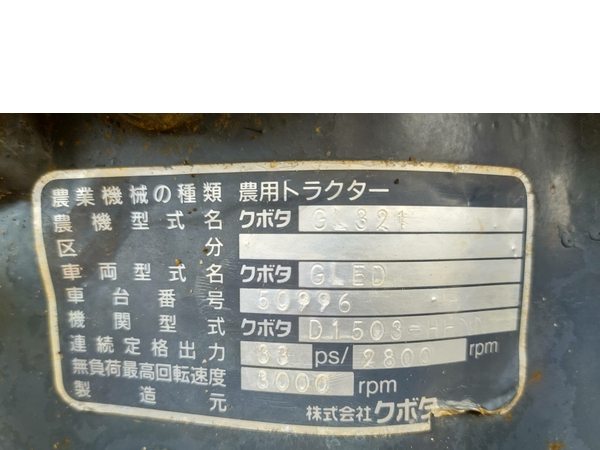 農業機械の種類 農用トラクター
農機型式名 クボタ GL321
区分
車両型式名 クボタ GLED
車台番号 50996
機関型式 クボタ D1503-
連続定格出力 33 ps/2800 rpm
無負荷最高回転速度 3000 rpm
製造元 株式会社クボタ